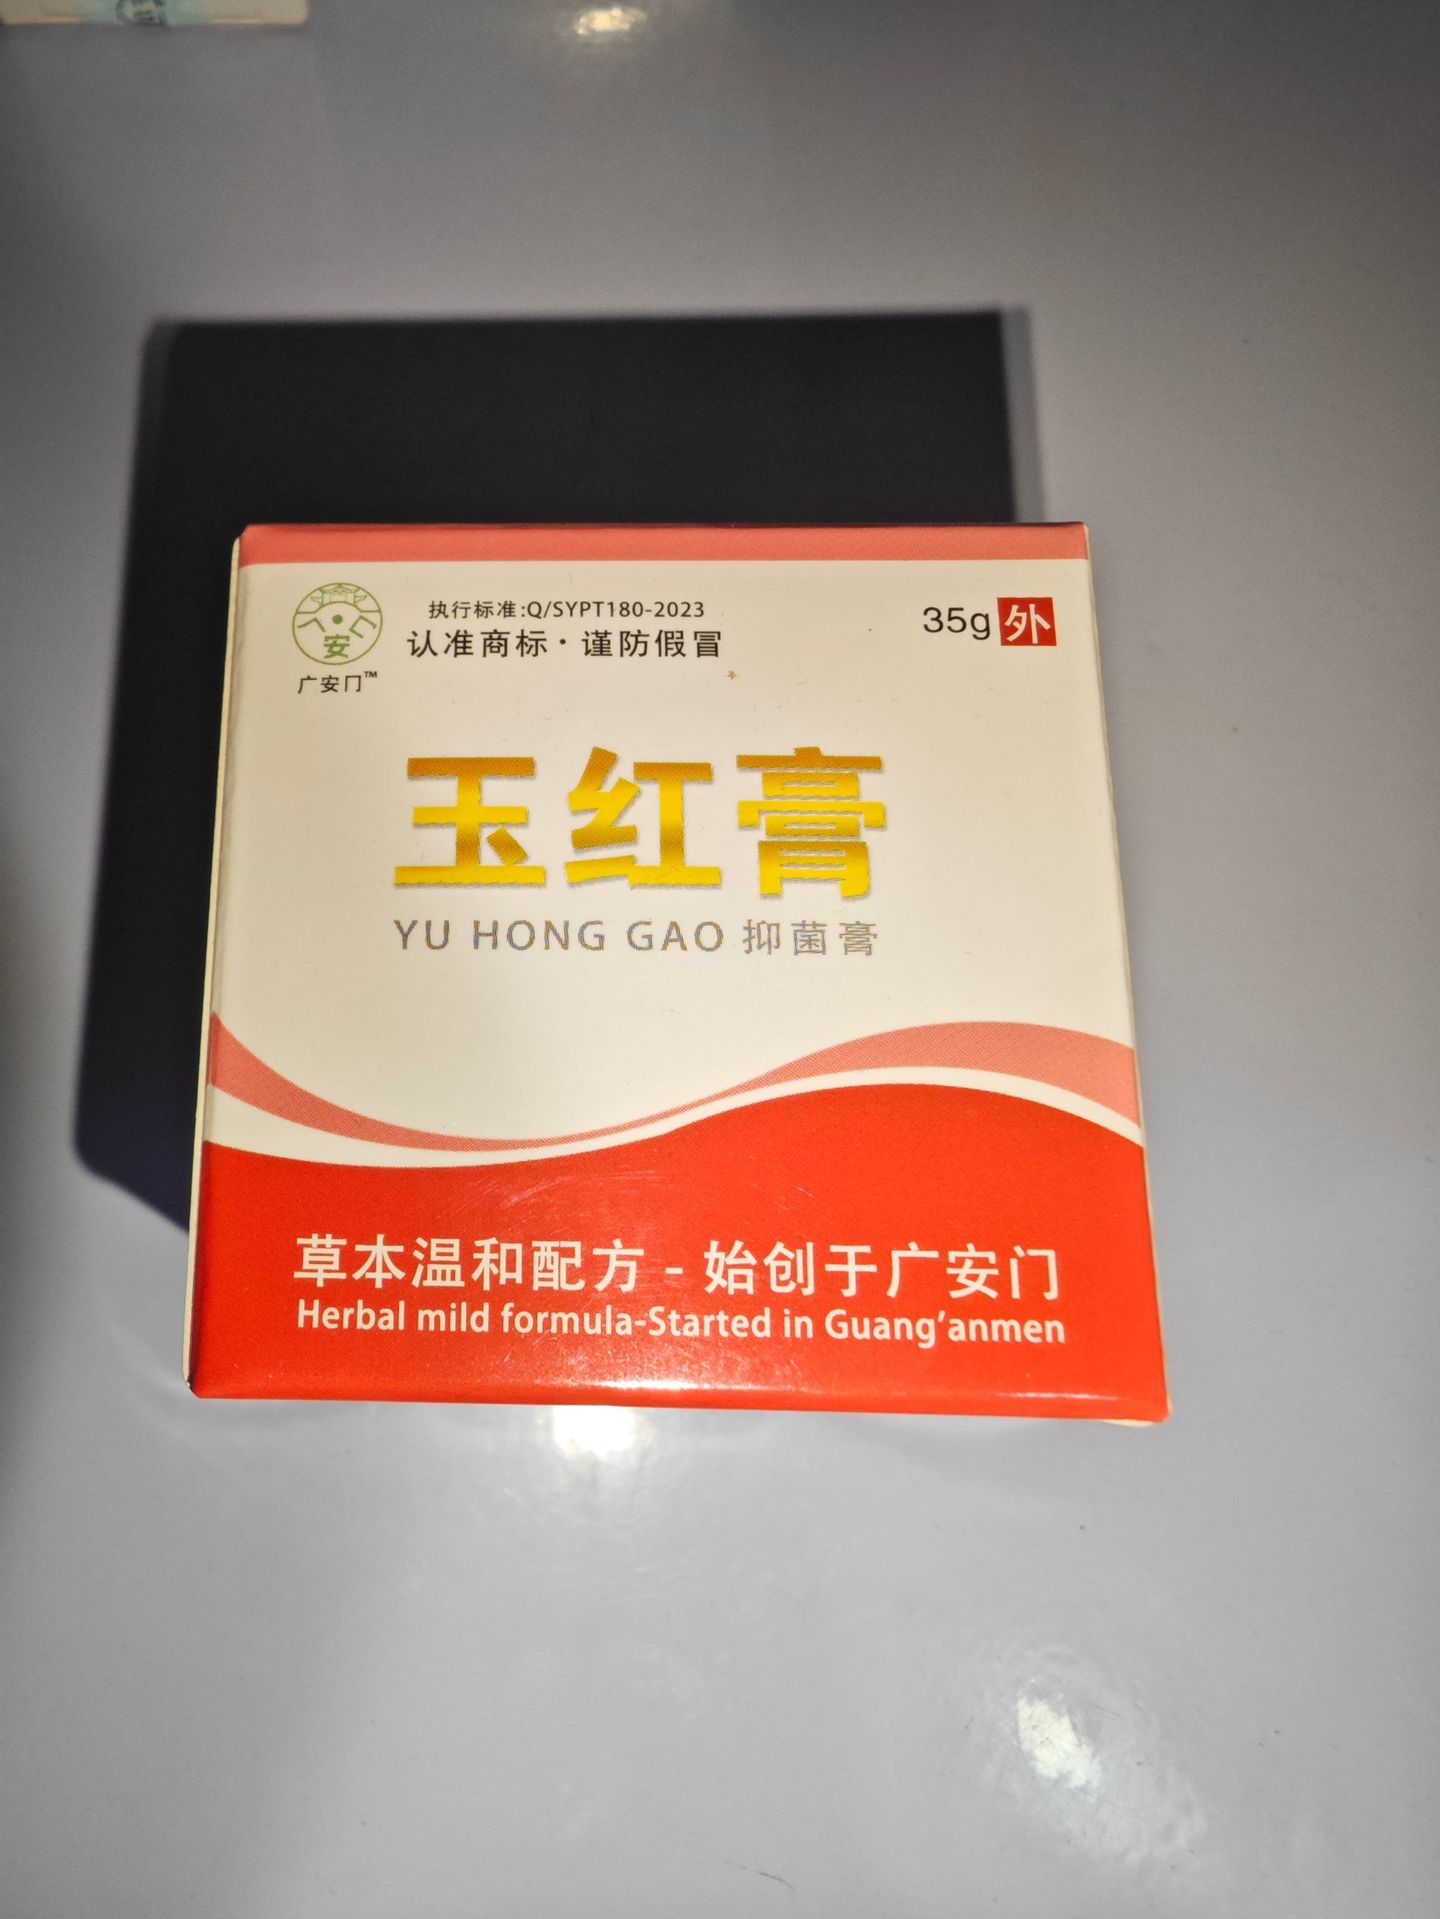 安
广安门™
执行标准:Q/SYPT180-2023
认准商标·谨防假冒
35g 外
玉红膏
YU HONG GAO 抑菌膏
草本温和配方-始创于广安门
Herbal mild formula-Started in Guang'anmen